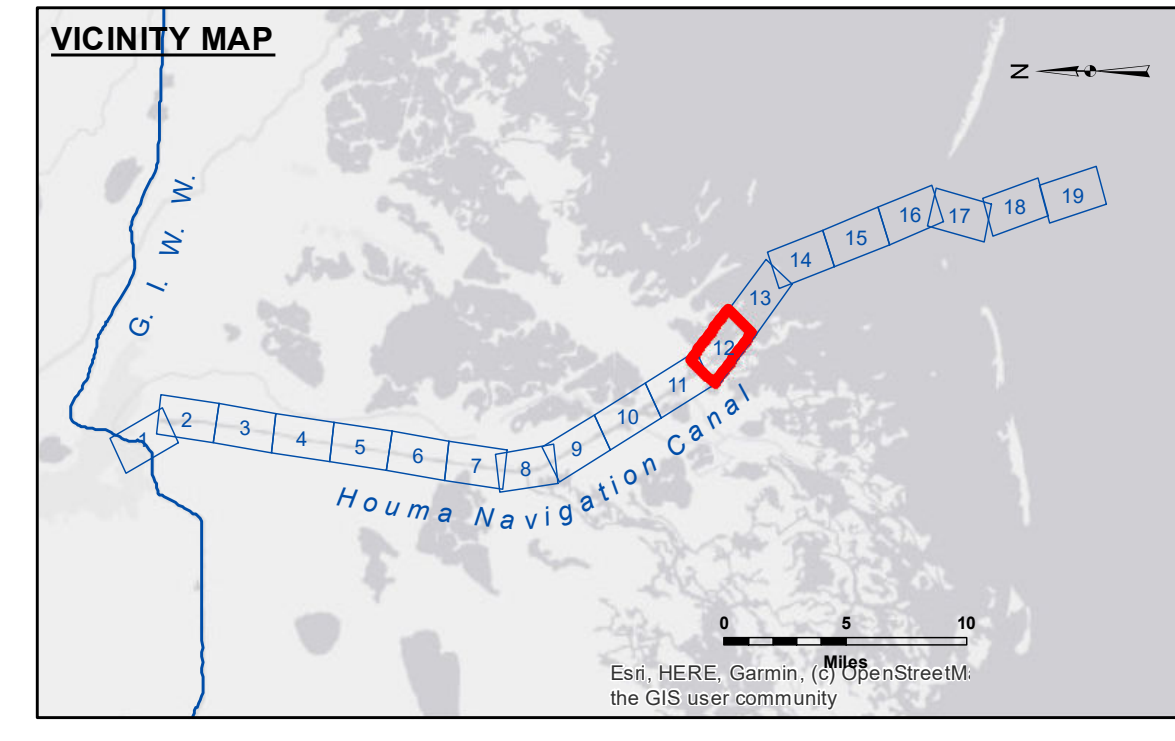 VICINITY MAP
N
G. I. W. W.
1
2
3
4
5
6
7
8
9
10
11
12
13
14
15
16
17
18
19
Houma Navigation Canal
0 5 10
Miles
Esri, HERE, Garmin, (c) OpenStreetM
the GIS user community